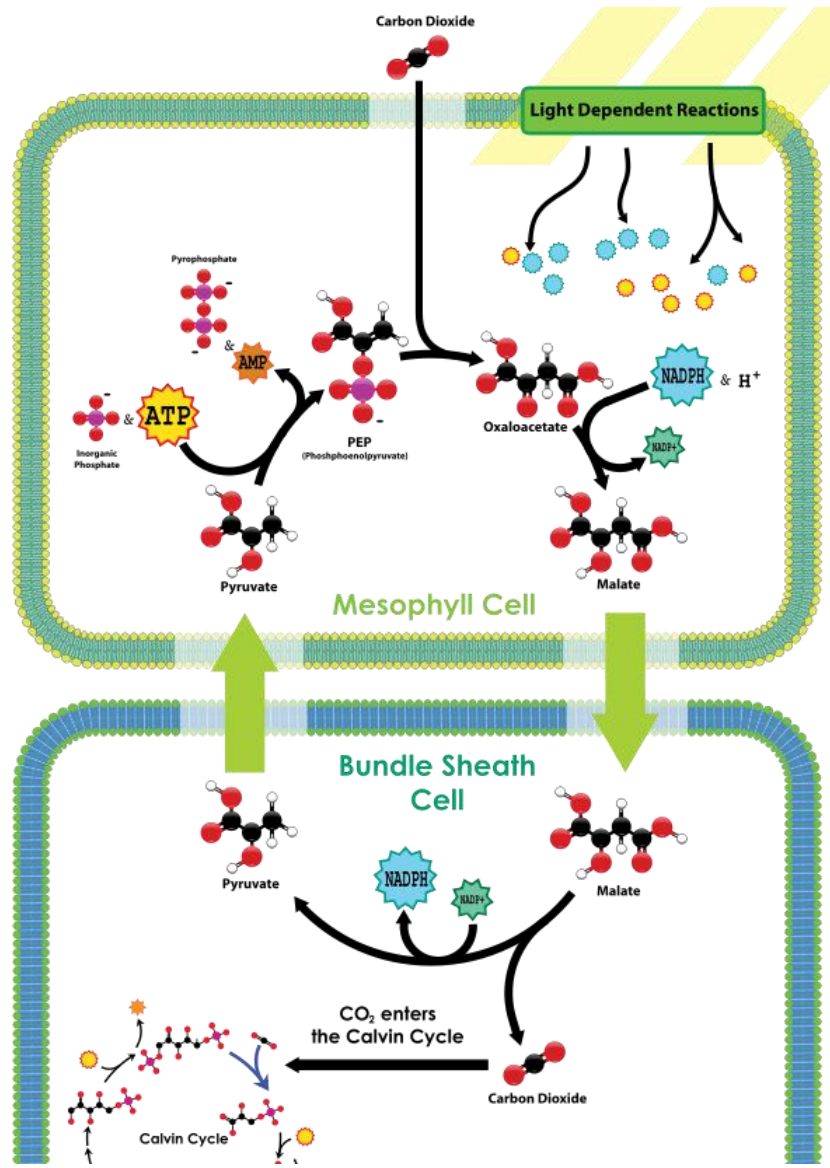 Carbon Dioxide
Light Dependent Reactions
Pyrophosphate
-
-
&
AMP
-
& ATP
Inorganic
Phosphate
-
PEP
(Phoshphoenolpyruvate)
Oxaloacetate
NADPH & H+
NADP+
Pyruvate
Malate
Mesophyll Cell
Bundle Sheath
Cell
Pyruvate
NADPH
NADP+
Malate
CO₂ enters
the Calvin Cycle
Carbon Dioxide
Calvin Cycle